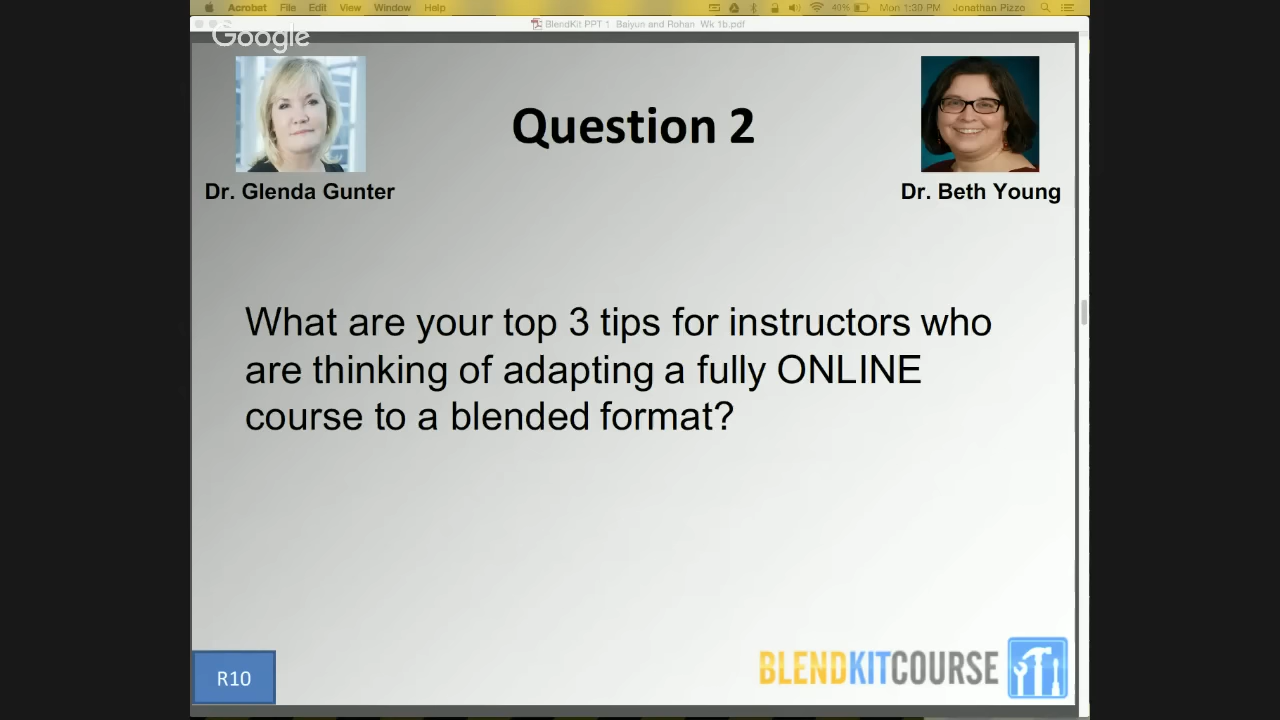 Acrobat File Edit View Window Help 40% Mon 1:30 PM Jonathan Pizzo
BlendKit PPT 1 Baiyun and Rohan Wk 1b.pdf
Google
Question 2
Dr. Glenda Gunter
Dr. Beth Young
What are your top 3 tips for instructors who
are thinking of adapting a fully ONLINE
course to a blended format?
R10
BLENDKITCOURSE